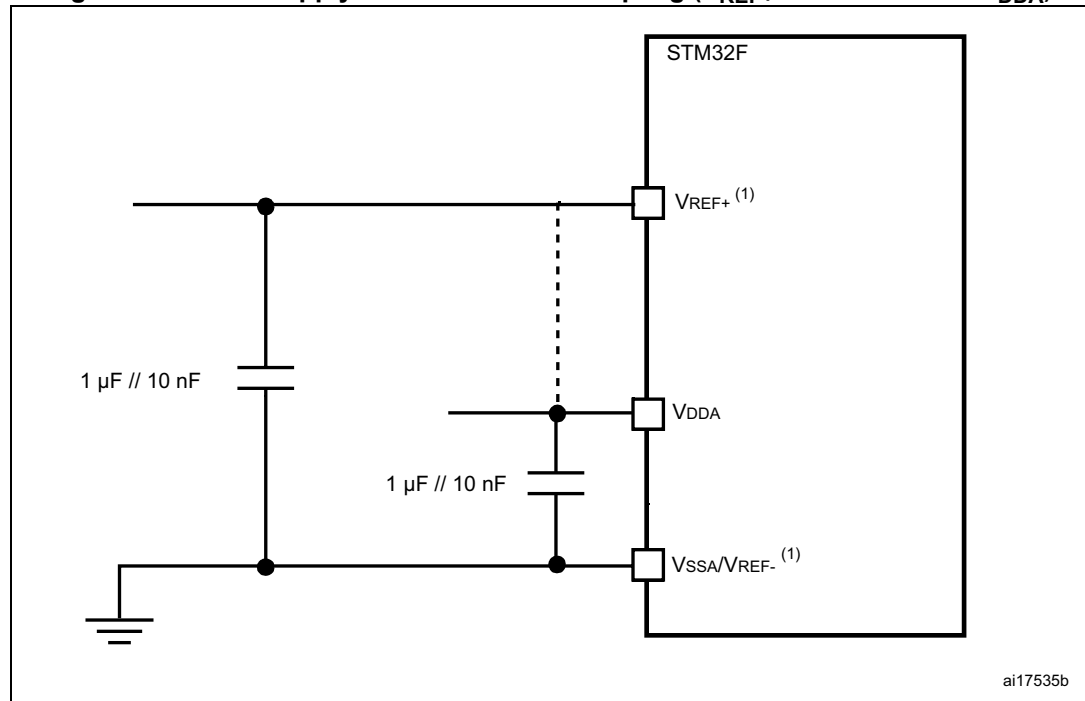 STM32F
VREF+ (1)
1 µF // 10 nF
VDDA
1 µF // 10 nF
VSSA/VREF- (1)
ai17535b